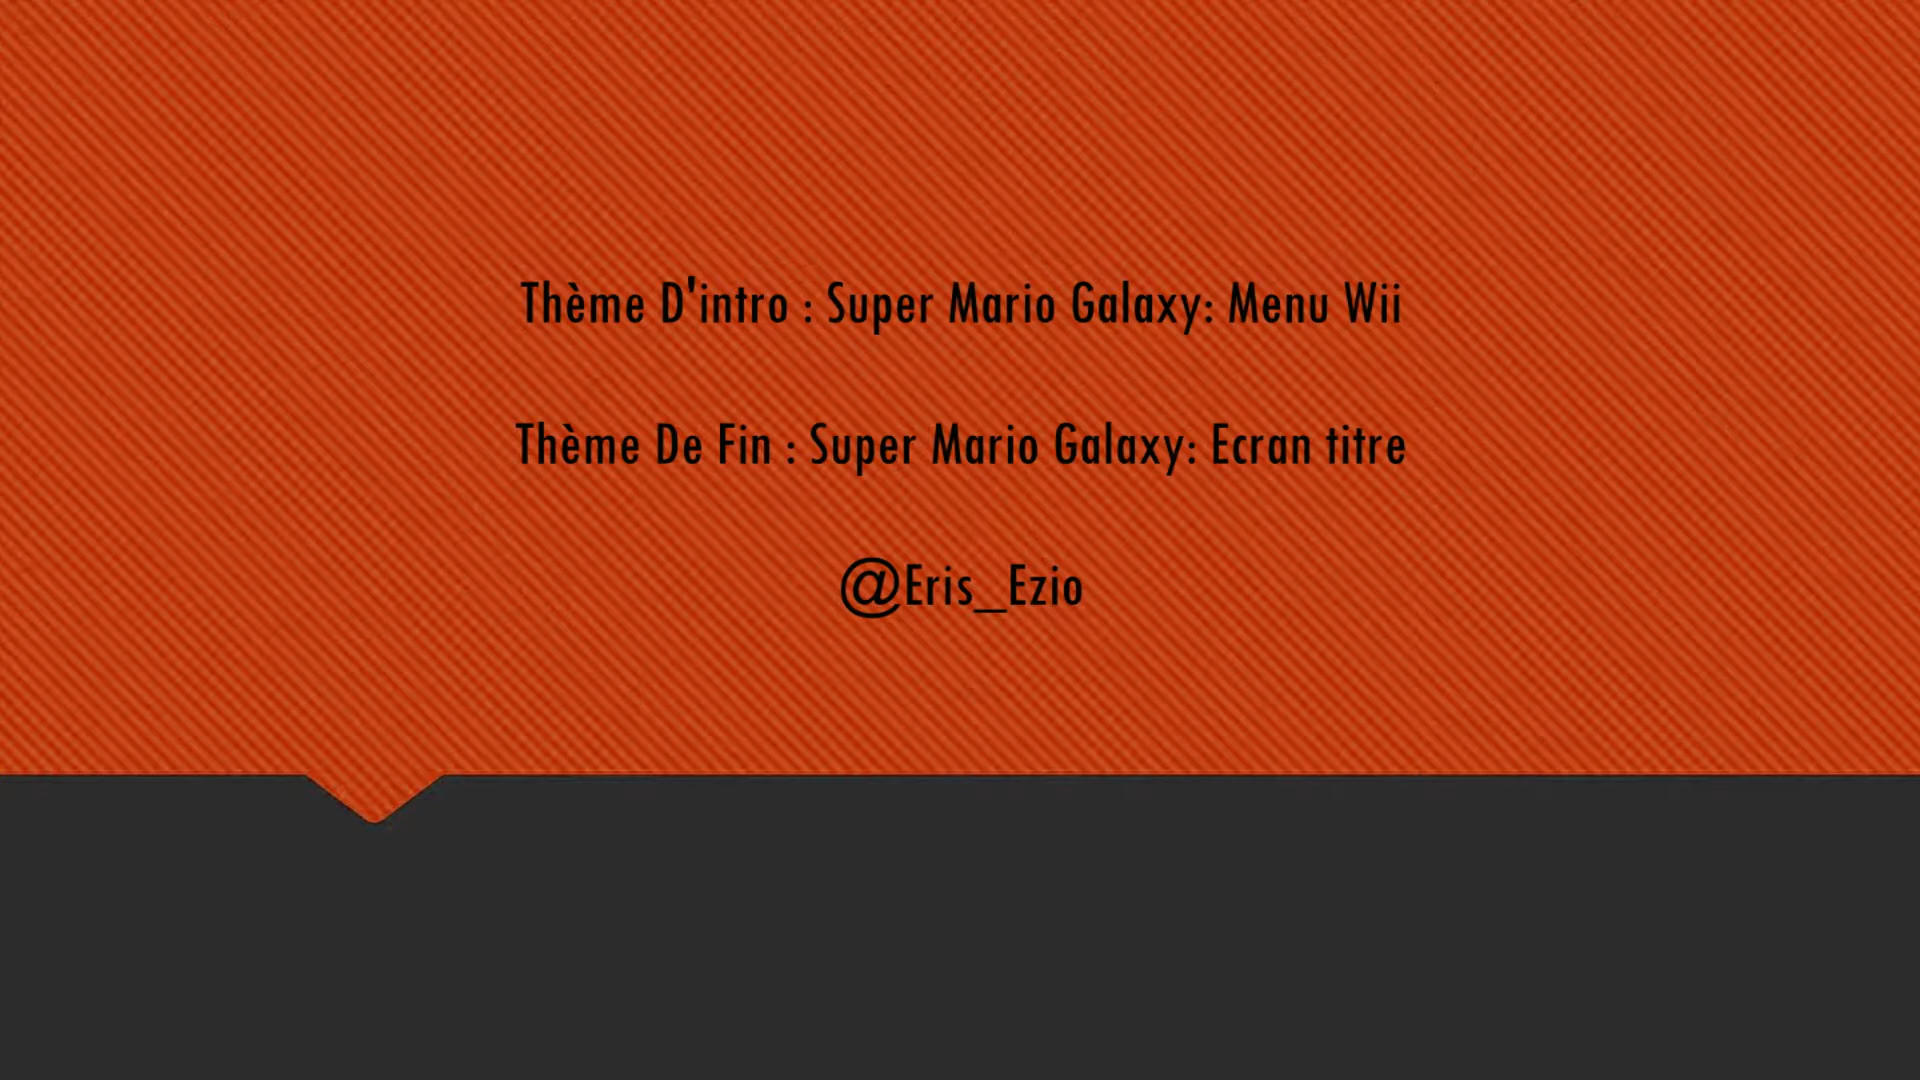 Thème D'intro : Super Mario Galaxy: Menu Wii
Thème De Fin : Super Mario Galaxy: Ecran titre
@Eris_Ezio